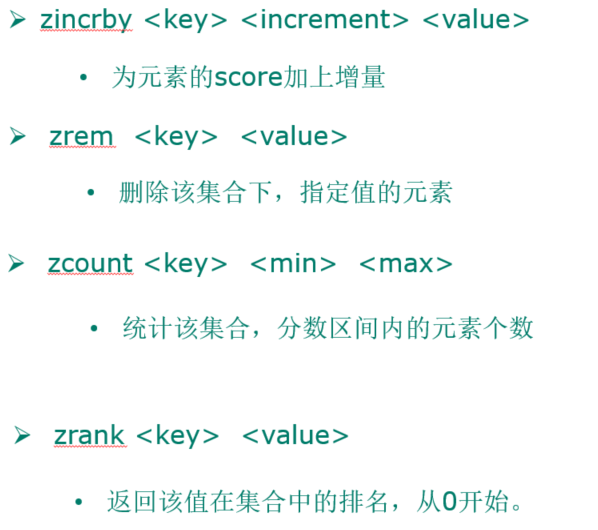 ➢ zincrby <key> <increment> <value>
• 为元素的score加上增量
➢ zrem <key> <value>
• 删除该集合下，指定值的元素
➢ zcount <key> <min> <max>
• 统计该集合，分数区间内的元素个数
➢ zrank <key> <value>
• 返回该值在集合中的排名，从0开始。